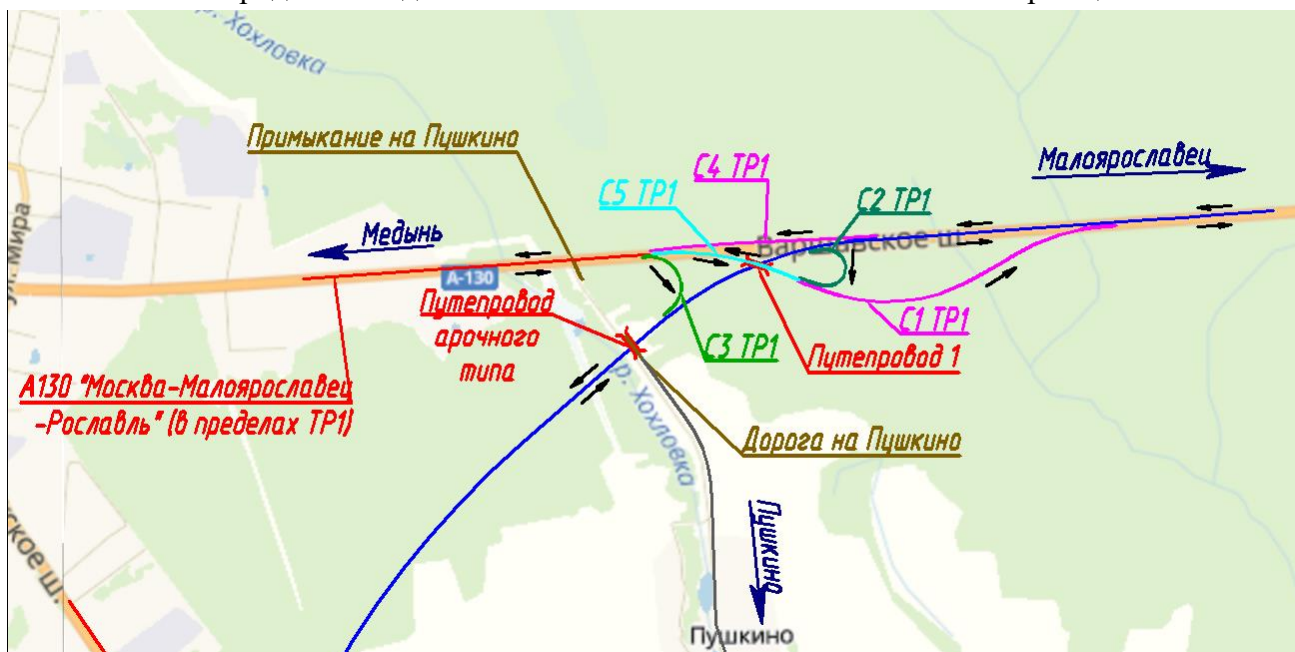 р. Хохловка
Примыкание на Пушкино
Малоярославец
С4 ТР1
С5 ТР1
С2 ТР1
ул. Мира
Медынь
Варшавское ш.
А-130
Путепровод
арочного
типа
С1 ТР1
С3 ТР1
Путепровод 1
А130 "Москва-Малоярославец
-Рославль" (в пределах ТР1)
р. Хохловка
Дорога на Пушкино
Пушкино
ское ш.
Пушкино